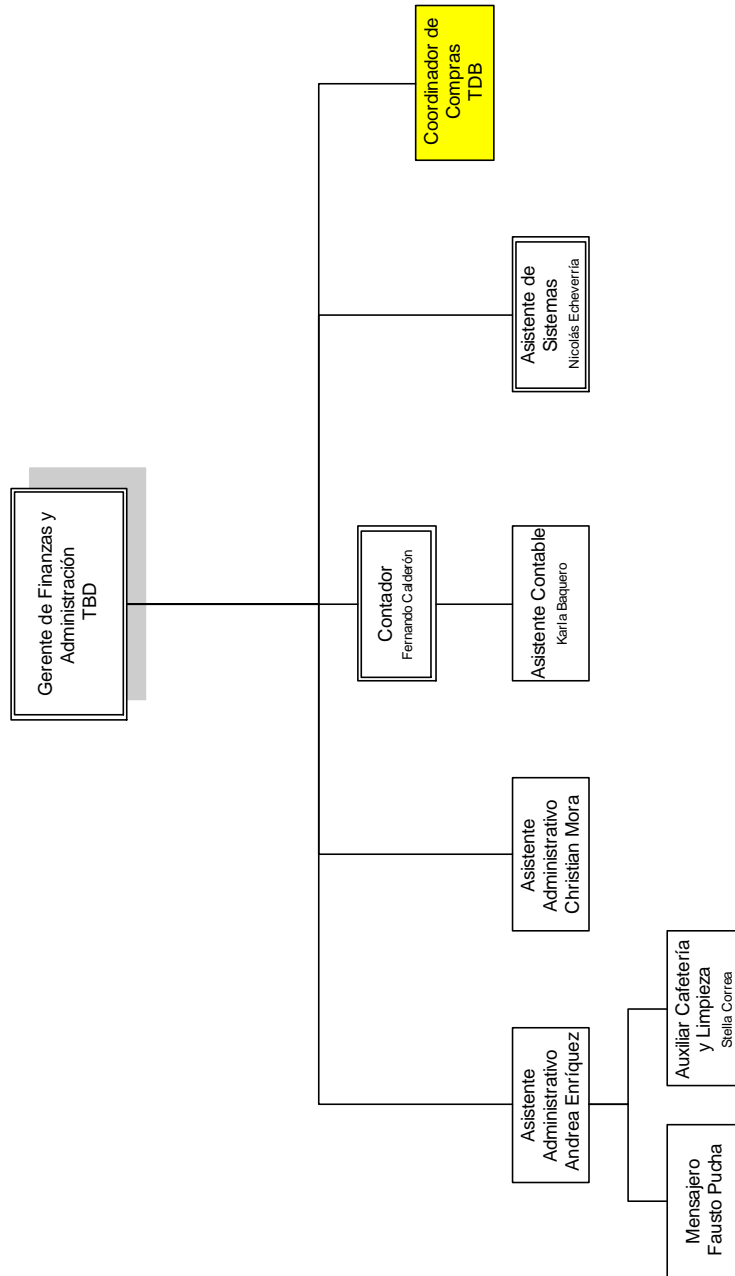 Gerente de Finanzas y
Administración
TBD
Coordinador de
Compras
TDB
Contador
Fernando Calderón
Asistente
Administrativo
Andrea Enríquez
Asistente
Administrativo
Christian Mora
Asistente Contable
Karla Baquero
Asistente de
Sistemas
Nicolás Echeverría
Mensajero
Fausto Pucha
Auxiliar Cafetería
y Limpieza
Stella Correa